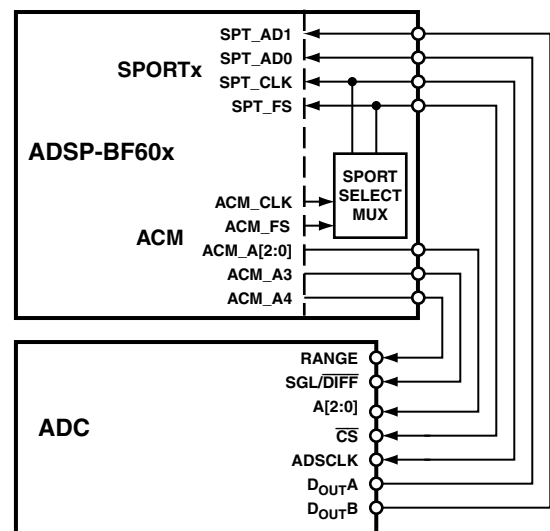 SPT_AD1
SPT_AD0
SPORTx
SPT_CLK
SPT_FS
ADSP-BF60x
SPORT
SELECT
MUX
ACM_CLK
ACM_FS
ACM
ACM_A[2:0]
ACM_A3
ACM_A4
RANGE
SGL/DIFF
A[2:0]
ADC
CS
ADSCLK
DOUTA
DOUTB